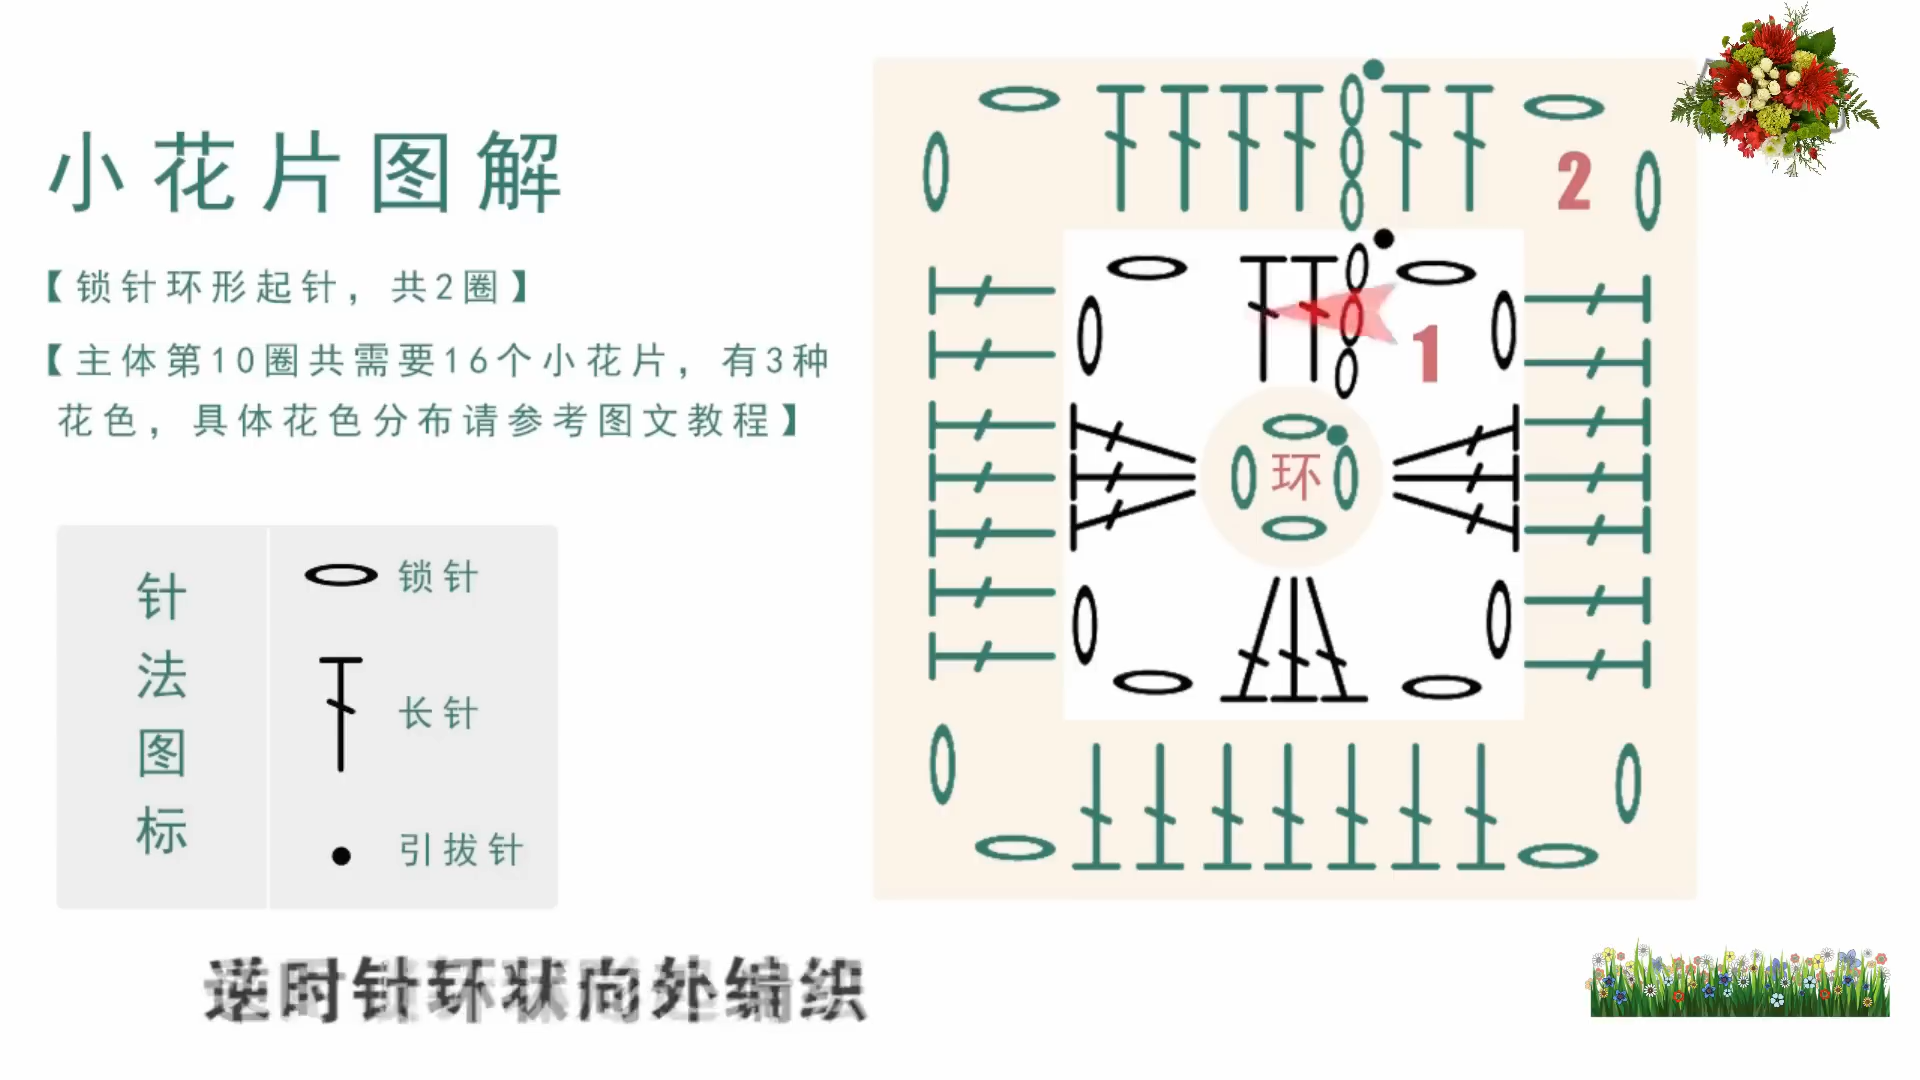 小花片图解
【锁针环形起针，共2圈】
【主体第10圈共需要16个小花片，有3种
花色，具体花色分布请参考图文教程】
针法图标
锁针
长针
引拔针
2
1
环
逆时针环状向外编织